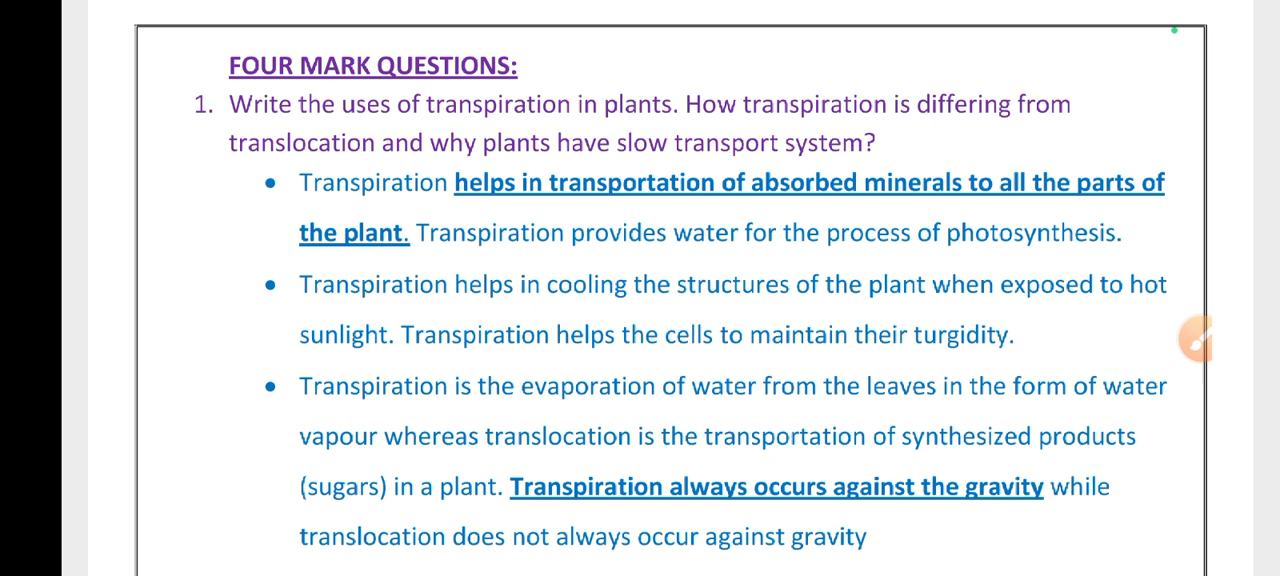 FOUR MARK QUESTIONS:
1. Write the uses of transpiration in plants. How transpiration is differing from
translocation and why plants have slow transport system?
• Transpiration helps in transportation of absorbed minerals to all the parts of
the plant. Transpiration provides water for the process of photosynthesis.
• Transpiration helps in cooling the structures of the plant when exposed to hot
sunlight. Transpiration helps the cells to maintain their turgidity.
• Transpiration is the evaporation of water from the leaves in the form of water
vapour whereas translocation is the transportation of synthesized products
(sugars) in a plant. Transpiration always occurs against the gravity while
translocation does not always occur against gravity